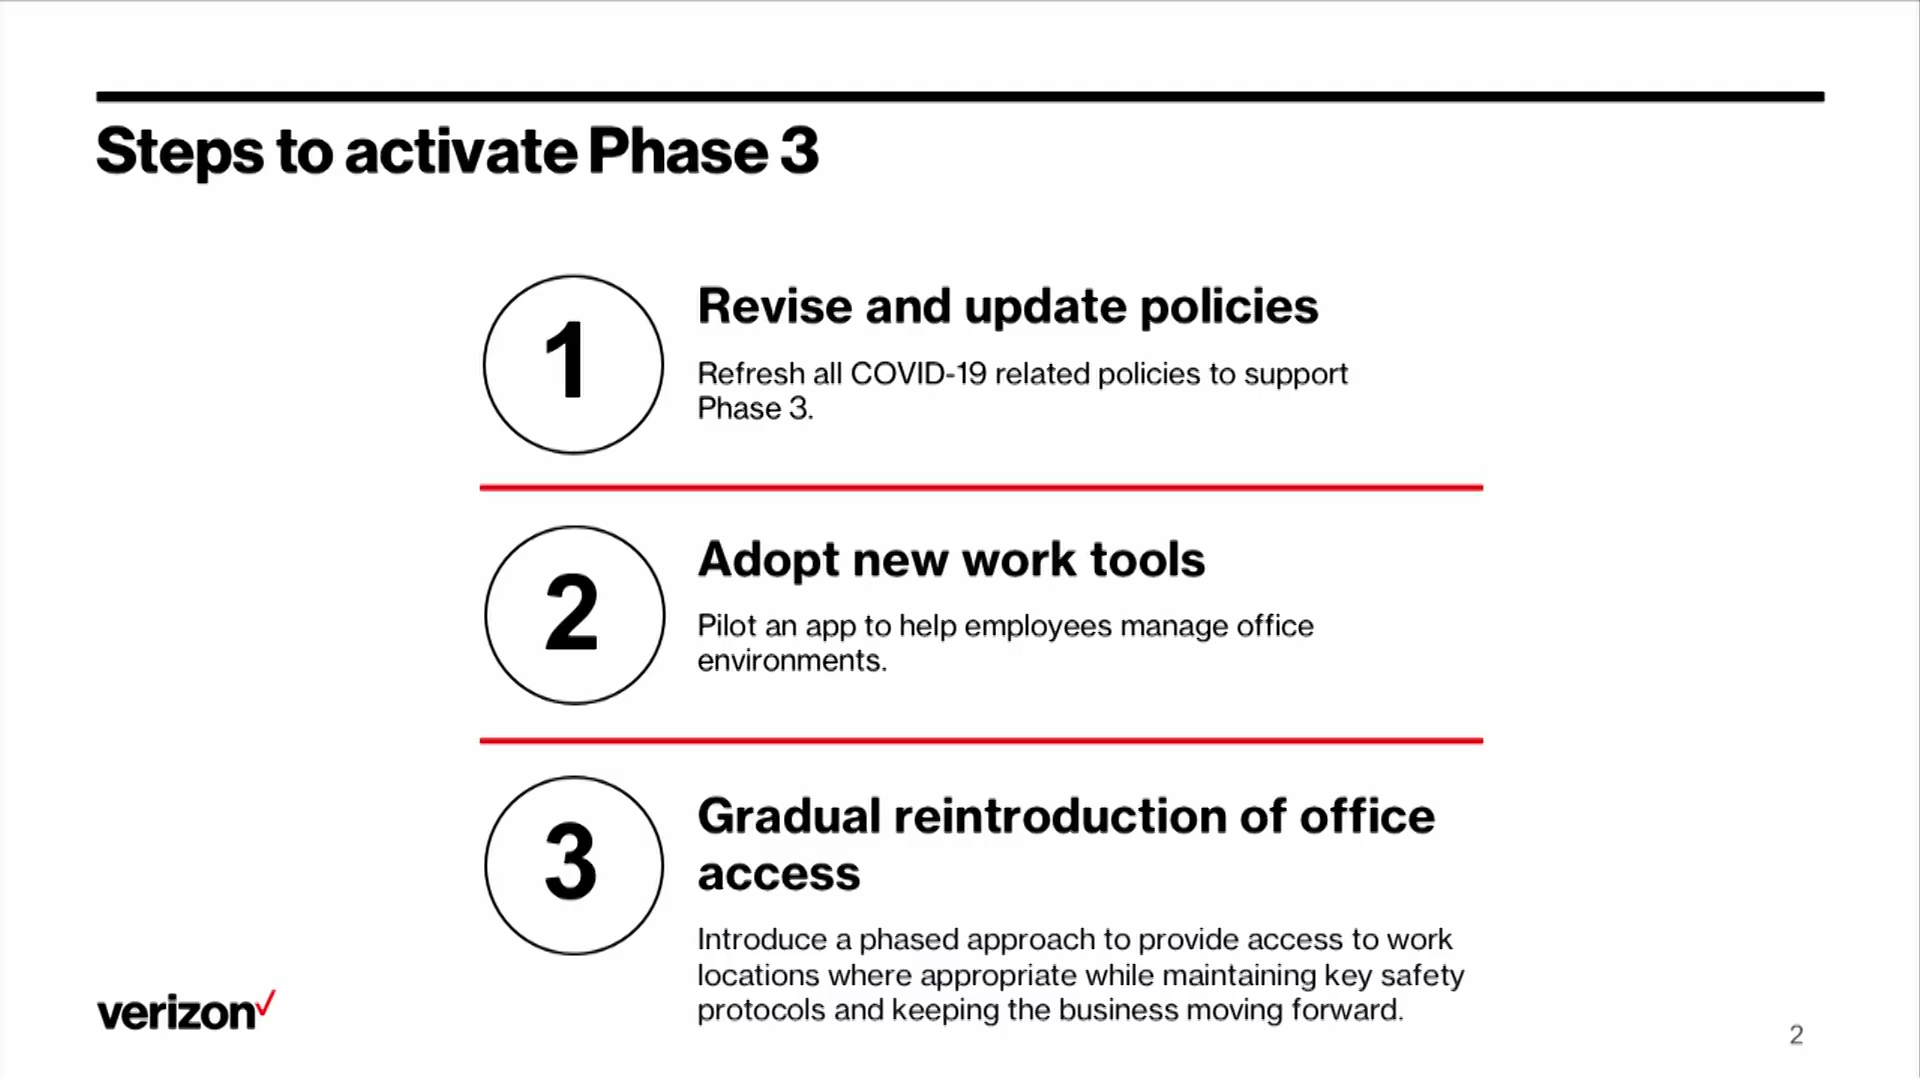 Steps to activate Phase 3
1
Revise and update policies
Refresh all COVID-19 related policies to support
Phase 3.
2
Adopt new work tools
Pilot an app to help employees manage office
environments.
3
Gradual reintroduction of office
access
Introduce a phased approach to provide access to work
locations where appropriate while maintaining key safety
protocols and keeping the business moving forward.
verizon
2